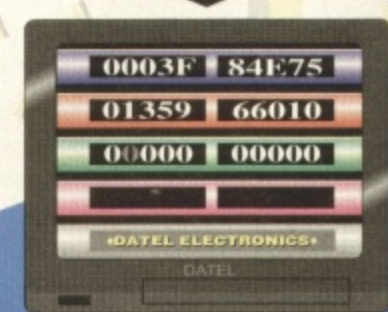 0003F 84E75
01359 66010
00000 00000
•DATEL ELECTRONICS•
DATEL